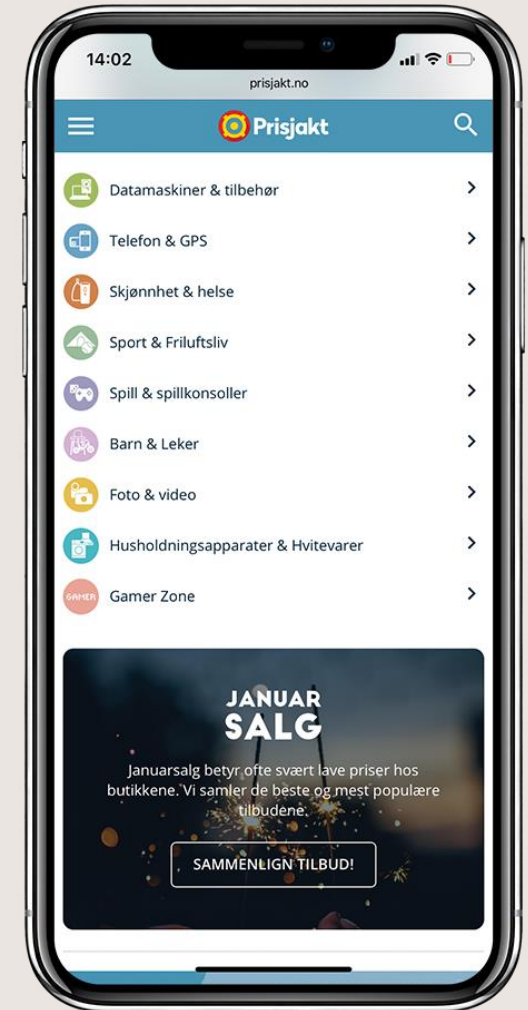 14:02
prisjakt.no
Prisjakt
Datamaskiner & tilbehør
Telefon & GPS
Skjønnhet & helse
Sport & Friluftsliv
Spill & spillkonsoller
Barn & Leker
Foto & video
Husholdningsapparater & Hvitevarer
GAMER
Gamer Zone
JANUAR
SALG
Januarsalg betyr ofte svært lave priser hos
butikkene. Vi samler de beste og mest populære
tilbudene.
SAMMENLIGN TILBUD!